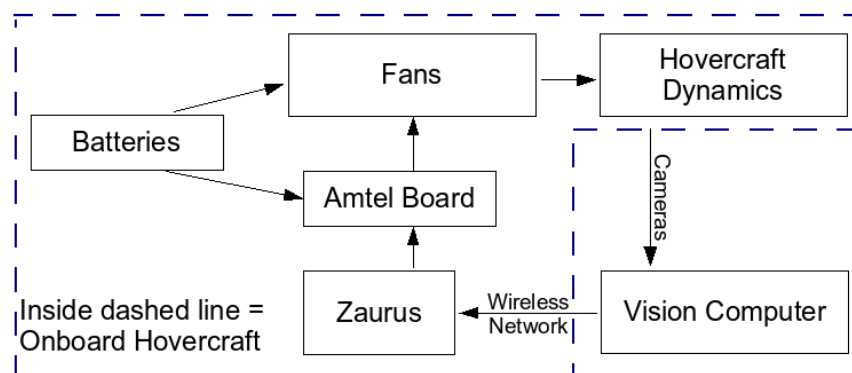 Fans
Hovercraft
Dynamics
Batteries
Amtel Board
Cameras
Inside dashed line =
Onboard Hovercraft
Zaurus
Wireless
Network
Vision Computer